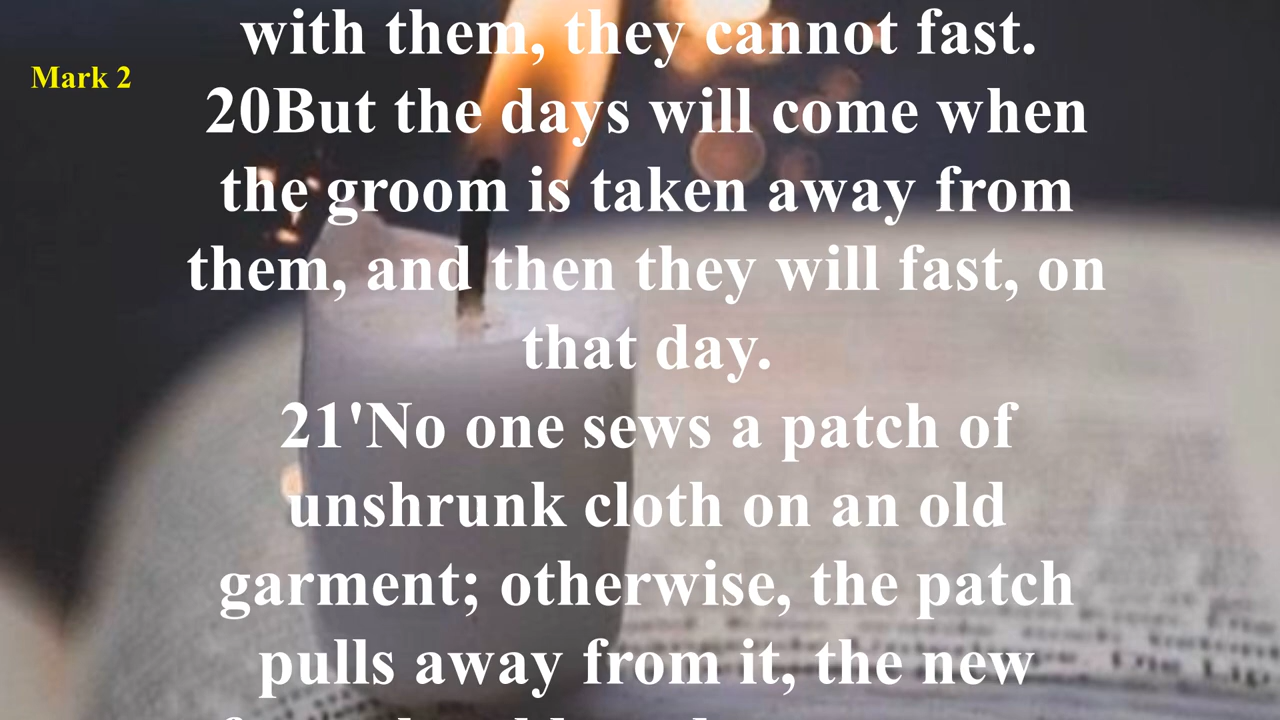 with them, they cannot fast.
Mark 2
20But the days will come when
the groom is taken away from
them, and then they will fast, on
that day.
21'No one sews a patch of
unshrunk cloth on an old
garment; otherwise, the patch
pulls away from it, the new